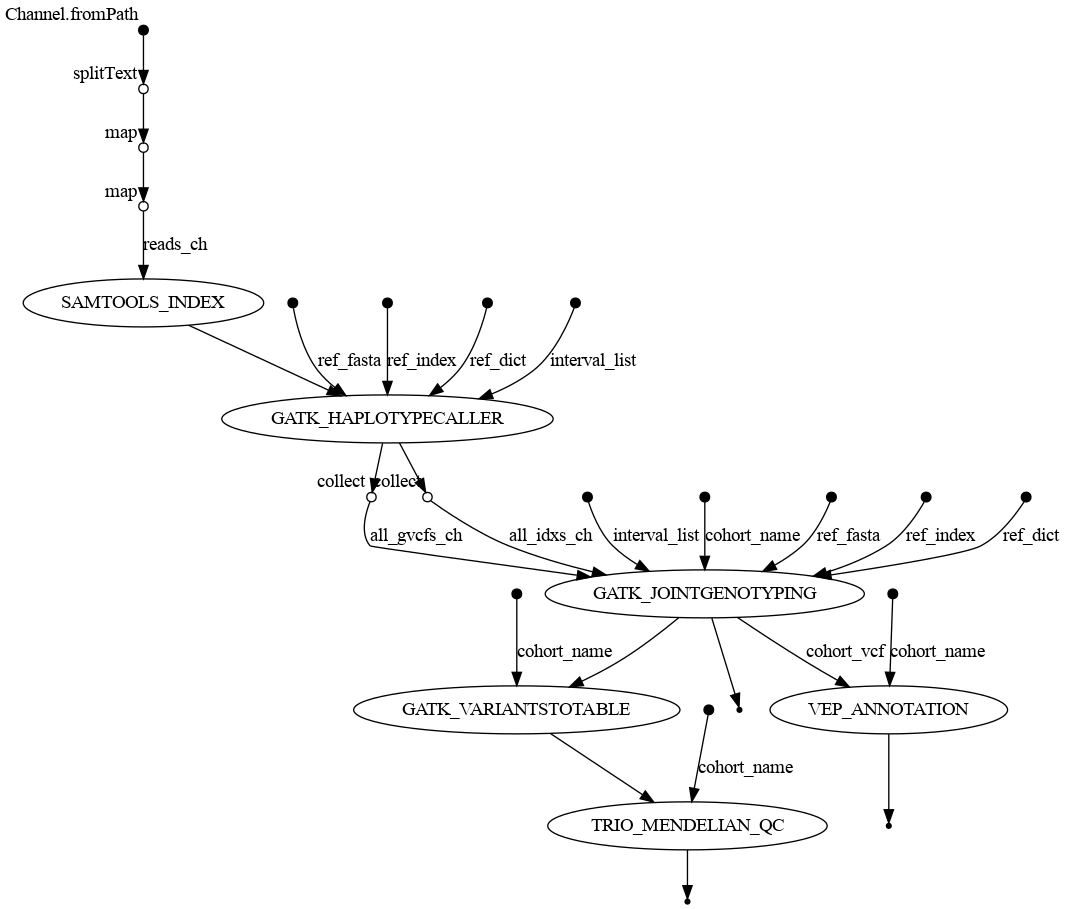 Channel.fromPath
splitText
map
map
reads_ch
SAMTOOLS_INDEX
ref_fasta ref_index ref_dict interval_list
GATK_HAPLOTYPECALLER
collect collect
all_gvcfs_ch all_idxs_ch interval_list cohort_name ref_fasta ref_index ref_dict
GATK_JOINTGENOTYPING
cohort_name cohort_vcf cohort_name
GATK_VARIANTSTOTABLE VEP_ANNOTATION
cohort_name
TRIO_MENDELIAN_QC